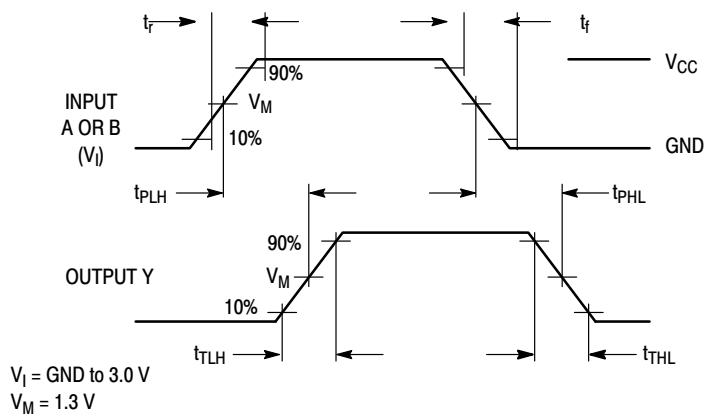 tr
tf
90%
VCC
INPUT
A OR B
(VI)
VM
10%
GND
tPLH
tPHL
90%
OUTPUT Y
VM
10%
tTLH
tTHL
VI = GND to 3.0 V
VM = 1.3 V